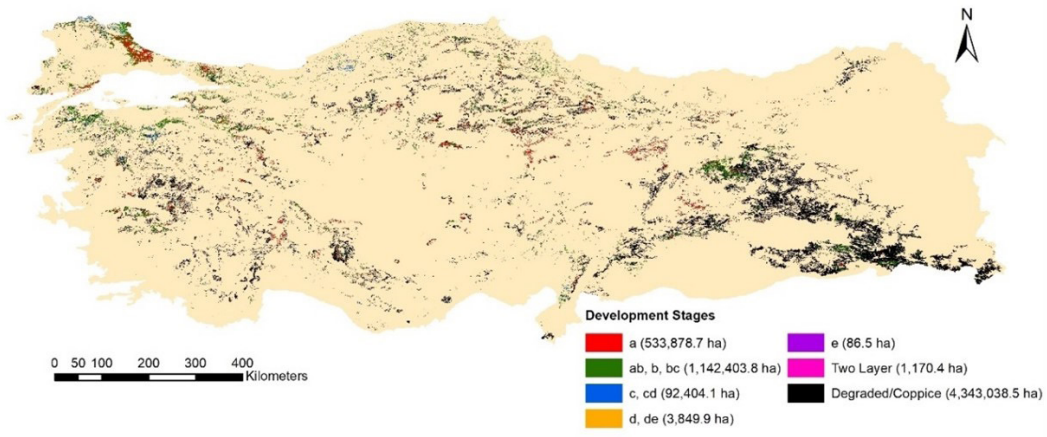 N
0 50 100 200 300 400
Kilometers
Development Stages
a (533,878.7 ha)
ab, b, bc (1,142,403.8 ha)
c, cd (92,404.1 ha)
d, de (3,849.9 ha)
e (86.5 ha)
Two Layer (1,170.4 ha)
Degraded/Coppice (4,343,038.5 ha)